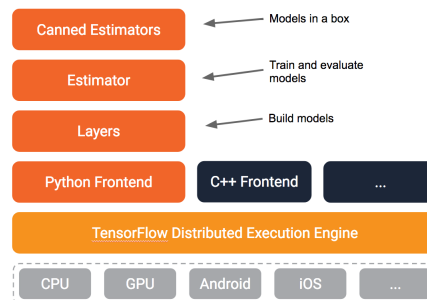 Canned Estimators
Models in a box
Estimator
Train and evaluate
models
Layers
Build models
Python Frontend
C++ Frontend
...
TensorFlow Distributed Execution Engine
CPU
GPU
Android
iOS
...